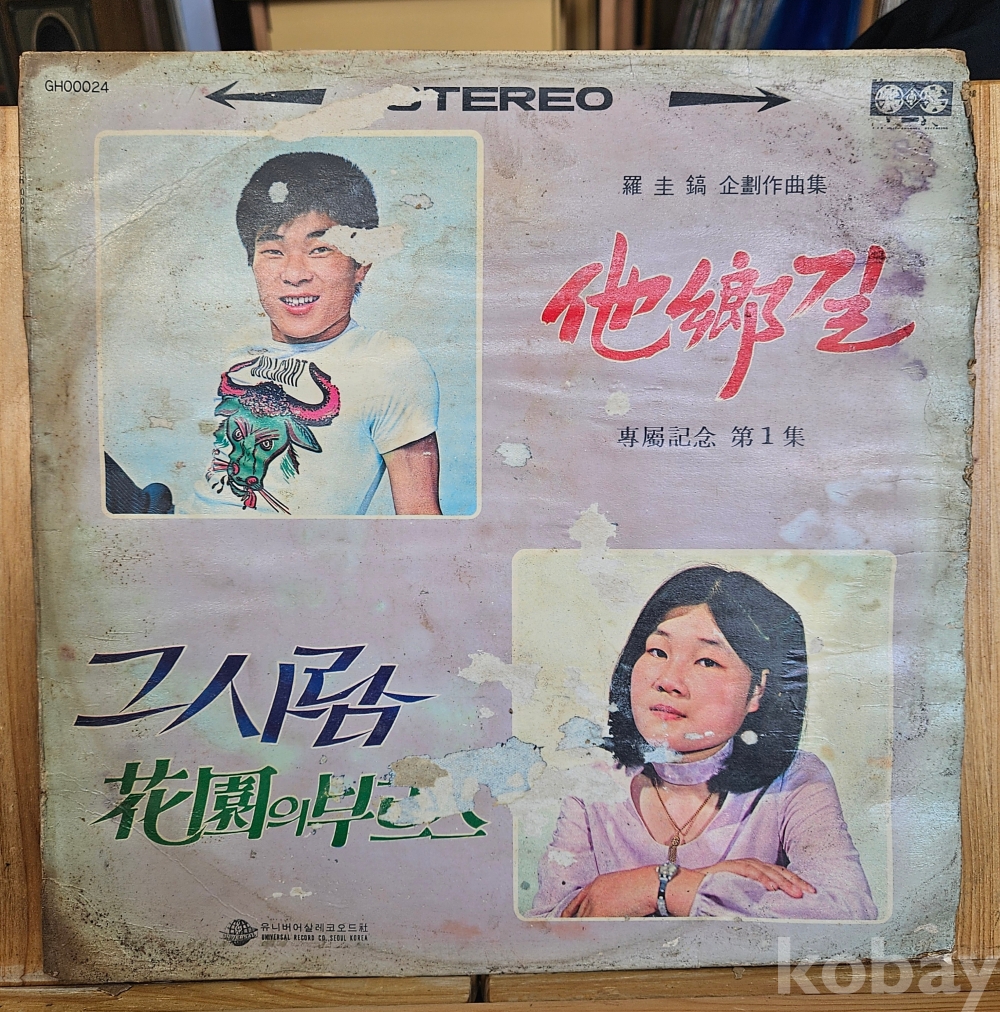 GH00024
STEREO
羅圭鎬 企劃作曲集
他鄕길
專屬記念 第1集
그사람
花園의부르스
유니버어살레코오드社
UNIVERSAL RECORD CO. SEOUL KOREA
kobay